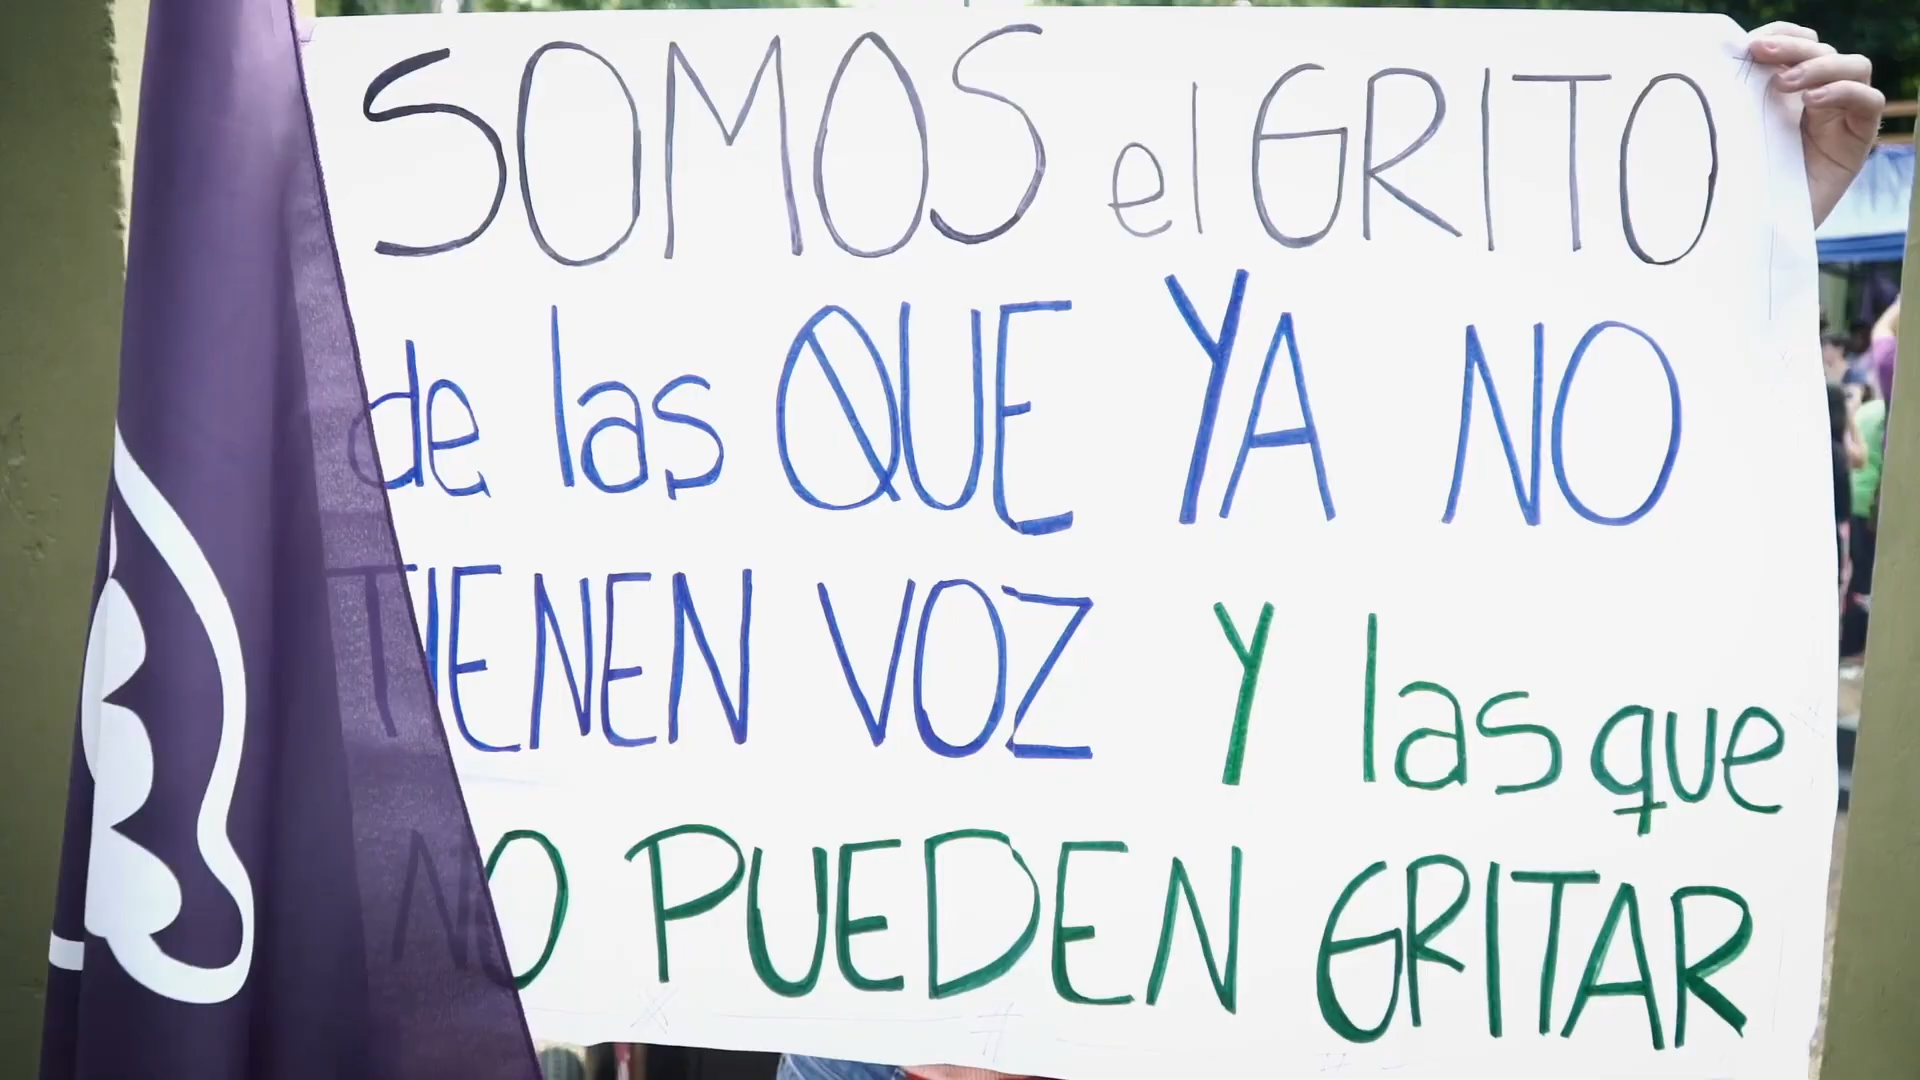 SOMOS el GRITO
de las QUE YA NO
TIENEN VOZ Y las que
NO PUEDEN GRITAR